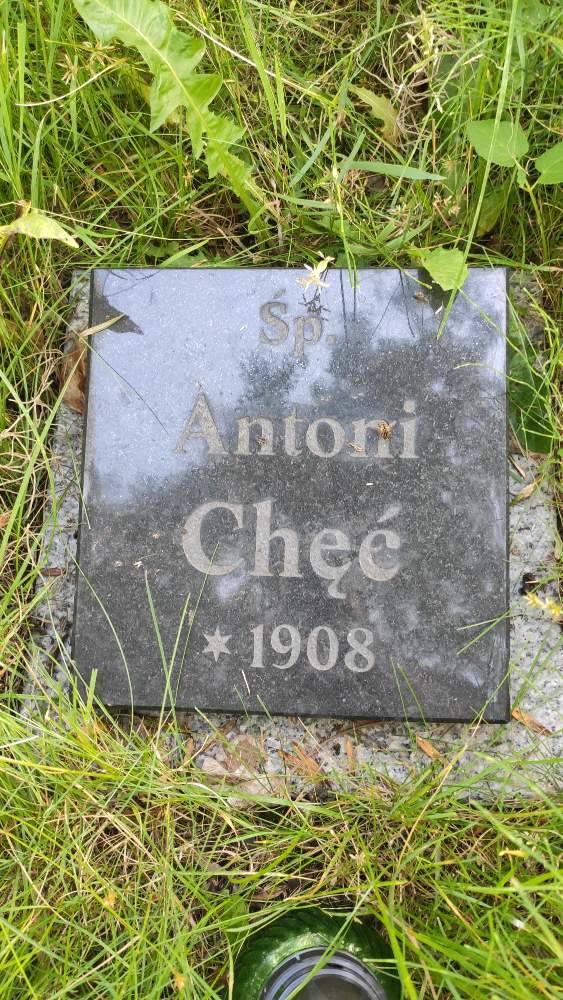 Śp.
Antoni
Chęć
* 1908